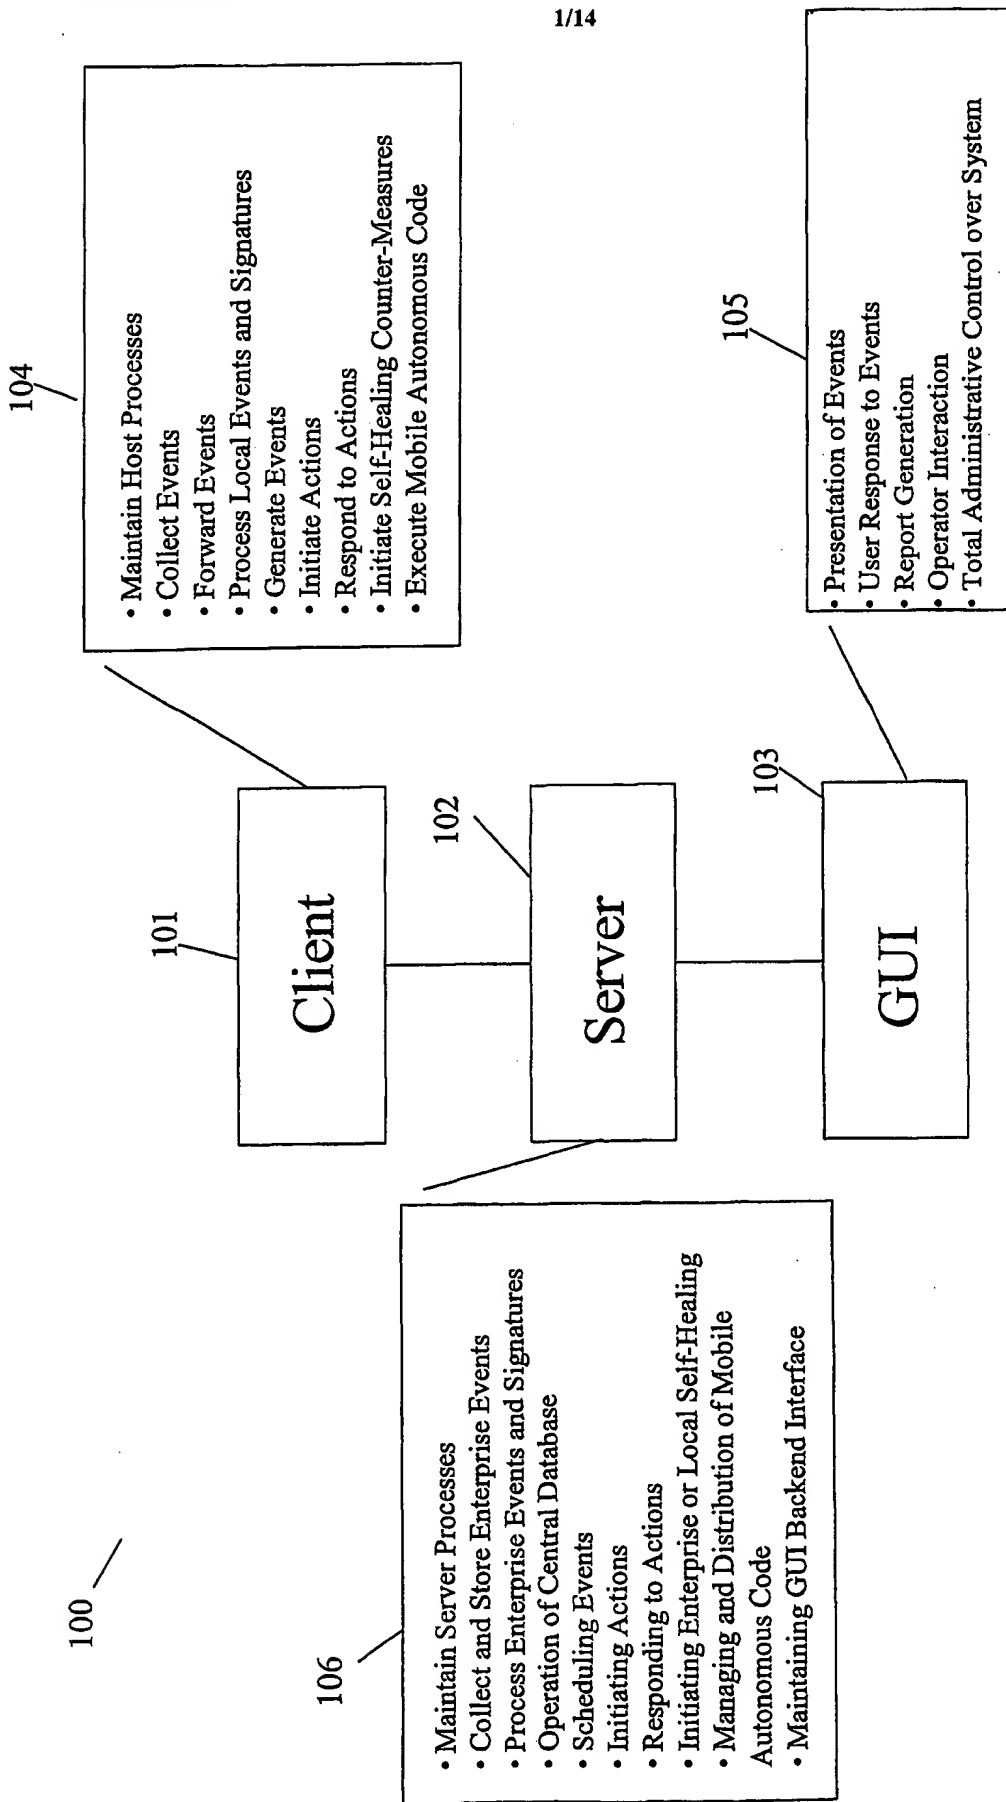 1/14
100
101
Client
102
Server
103
GUI
104
• Maintain Host Processes
• Collect Events
• Forward Events
• Process Local Events and Signatures
• Generate Events
• Initiate Actions
• Respond to Actions
• Initiate Self-Healing Counter-Measures
• Execute Mobile Autonomous Code
105
• Presentation of Events
• User Response to Events
• Report Generation
• Operator Interaction
• Total Administrative Control over System
106
• Maintain Server Processes
• Collect and Store Enterprise Events
• Process Enterprise Events and Signatures
• Operation of Central Database
• Scheduling Events
• Initiating Actions
• Responding to Actions
• Initiating Enterprise or Local Self-Healing
• Managing and Distribution of Mobile
Autonomous Code
• Maintaining GUI Backend Interface